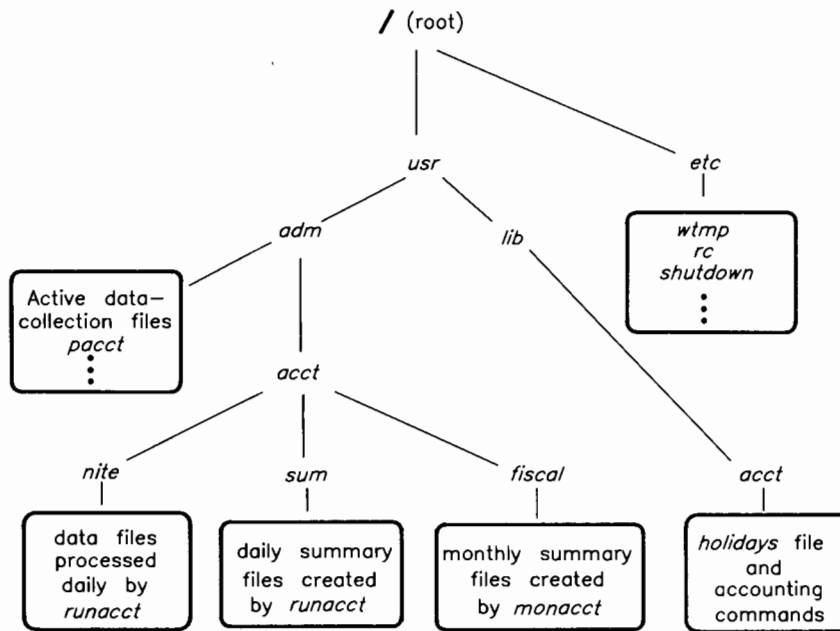 / (root)
usr
etc
adm
lib
wtmp
rc
shutdown
Active data-
collection files
pacct
acct
nite
sum
fiscal
acct
data files
processed
daily by
runacct
daily summary
files created
by runacct
monthly summary
files created
by monacct
holidays file
and
accounting
commands